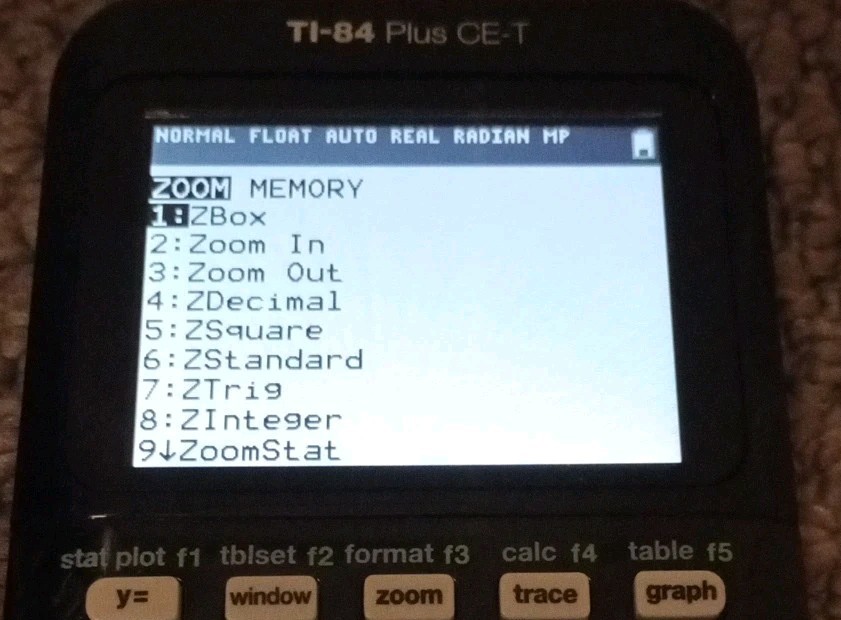 TI-84 Plus CE-T
NORMAL FLOAT AUTO REAL RADIAN MP
ZOOM MEMORY
1:ZBox
2:Zoom In
3:Zoom Out
4:ZDecimal
5:ZSquare
6:ZStandard
7:ZTrig
8:ZInteger
9↓ZoomStat
stat plot f1 tblset f2 format f3 calc f4 table f5
y= window zoom trace graph